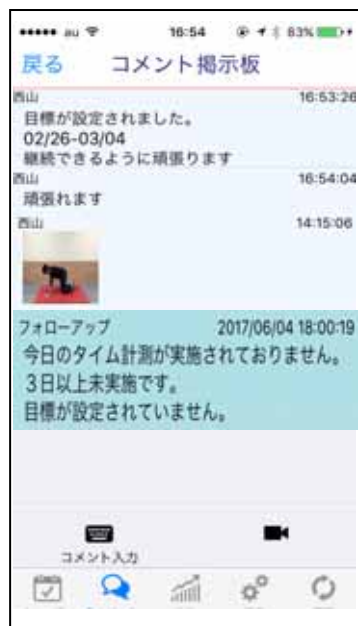 au 16:54 83%
戻る コメント掲示板
西山 16:53:26
目標が設定されました。
02/26-03/04
継続できるように頑張ります
西山 16:54:04
頑張れます
西山 14:15:06
フォローアップ 2017/06/04 18:00:19
今日のタイム計測が実施されておりません。
3日以上未実施です。
目標が設定されていません。
コメント入力